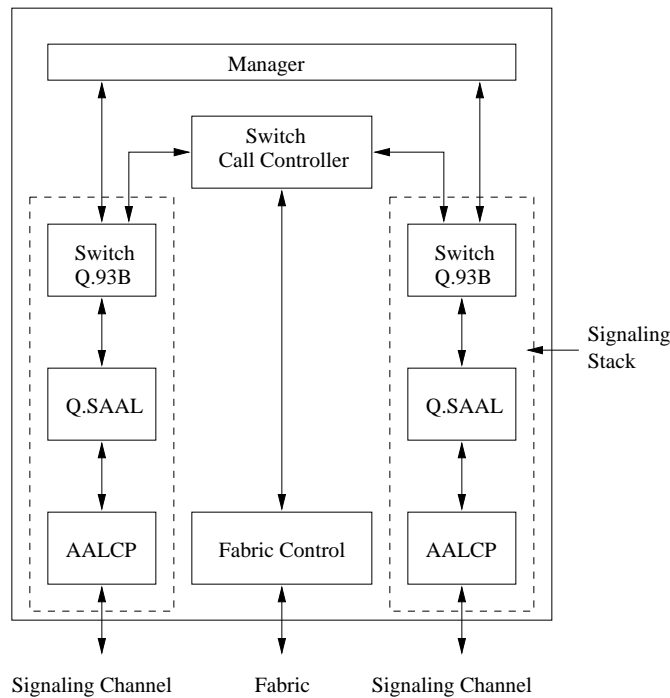 Manager
Switch
Call Controller
Switch
Q.93B
Switch
Q.93B
Signaling
Stack
Q.SAAL
Q.SAAL
AALCP
Fabric Control
AALCP
Signaling Channel
Fabric
Signaling Channel